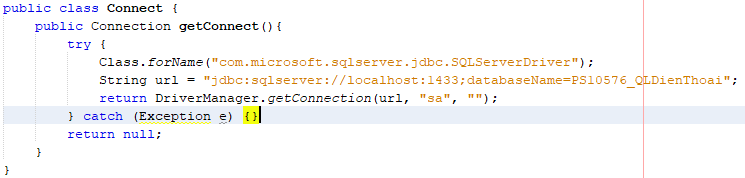 public class Connect {
    public Connection getConnect(){
        try {
            Class.forName("com.microsoft.sqlserver.jdbc.SQLServerDriver");
            String url = "jdbc:sqlserver://localhost:1433;databaseName=PS10576_QLDienThoai";
            return DriverManager.getConnection(url, "sa", "");
        } catch (Exception e) {}
        return null;
    }
}